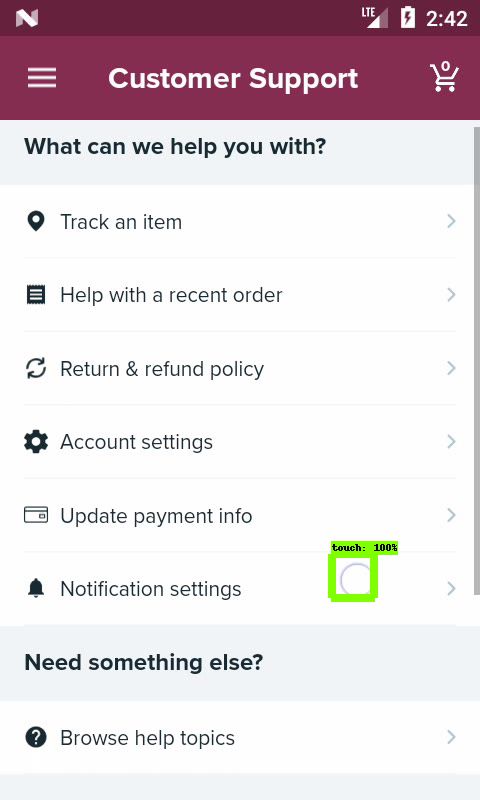 LTE
2:42
Customer Support
0
What can we help you with?
Track an item
Help with a recent order
Return & refund policy
Account settings
Update payment info
touch: 100%
Notification settings
Need something else?
Browse help topics